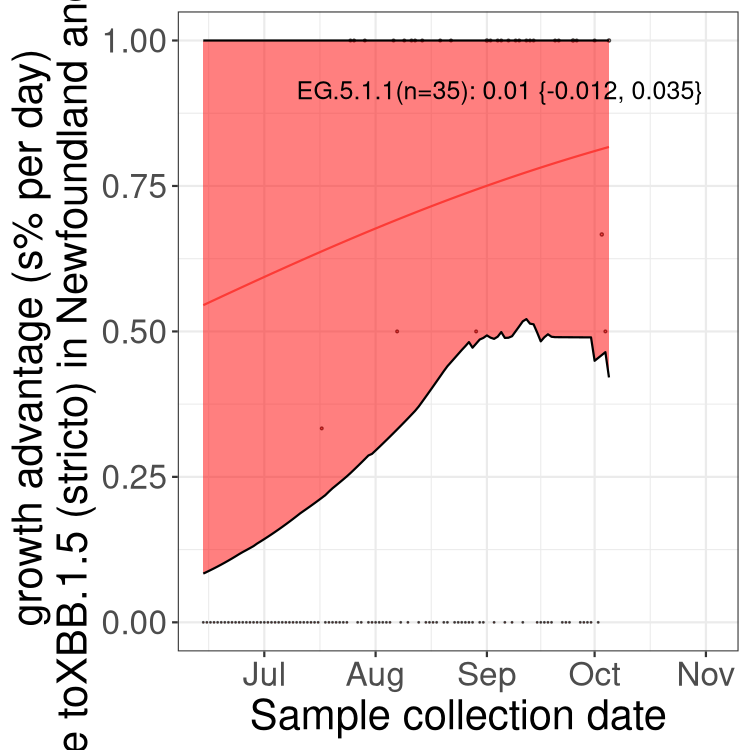 growth advantage (s% per day)
toXBB.1.5 (stricto) in Newfoundland
1.00
0.75
0.50
0.25
0.00
EG.5.1.1(n=35): 0.01 {-0.012, 0.035}
Jul Aug Sep Oct Nov
Sample collection date